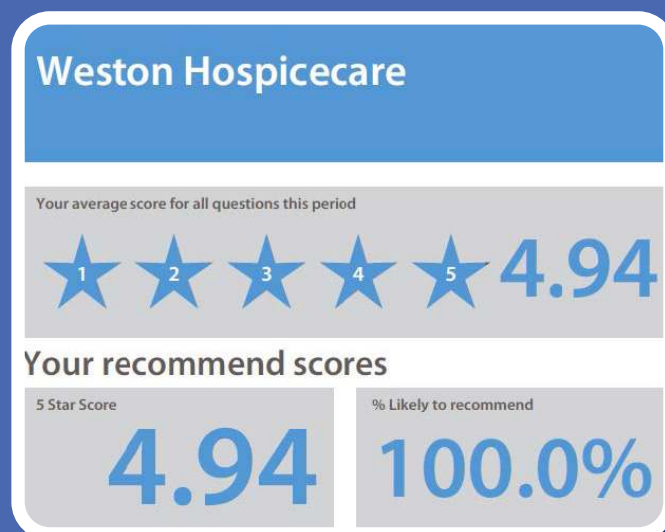 Weston Hospicecare
Your average score for all questions this period
1 2 3 4 5 4.94
Your recommend scores
5 Star Score
4.94
% Likely to recommend
100.0%